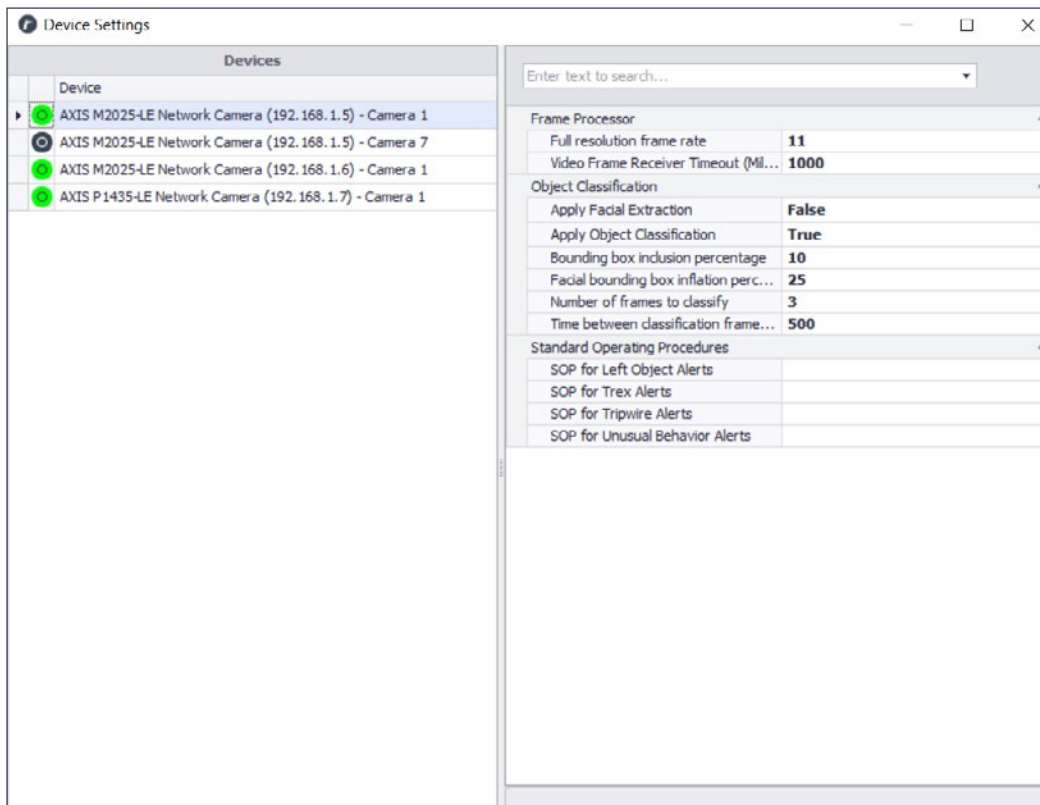 Device Settings
Devices
Device
AXIS M2025-LE Network Camera (192.168.1.5) - Camera 1
AXIS M2025-LE Network Camera (192.168.1.5) - Camera 7
AXIS M2025-LE Network Camera (192.168.1.6) - Camera 1
AXIS P1435-LE Network Camera (192.168.1.7) - Camera 1
Enter text to search...
Frame Processor
Full resolution frame rate 11
Video Frame Receiver Timeout (Mil... 1000
Object Classification
Apply Facial Extraction False
Apply Object Classification True
Bounding box inclusion percentage 10
Facial bounding box inflation perc... 25
Number of frames to classify 3
Time between classification frame... 500
Standard Operating Procedures
SOP for Left Object Alerts
SOP for Trex Alerts
SOP for Tripwire Alerts
SOP for Unusual Behavior Alerts